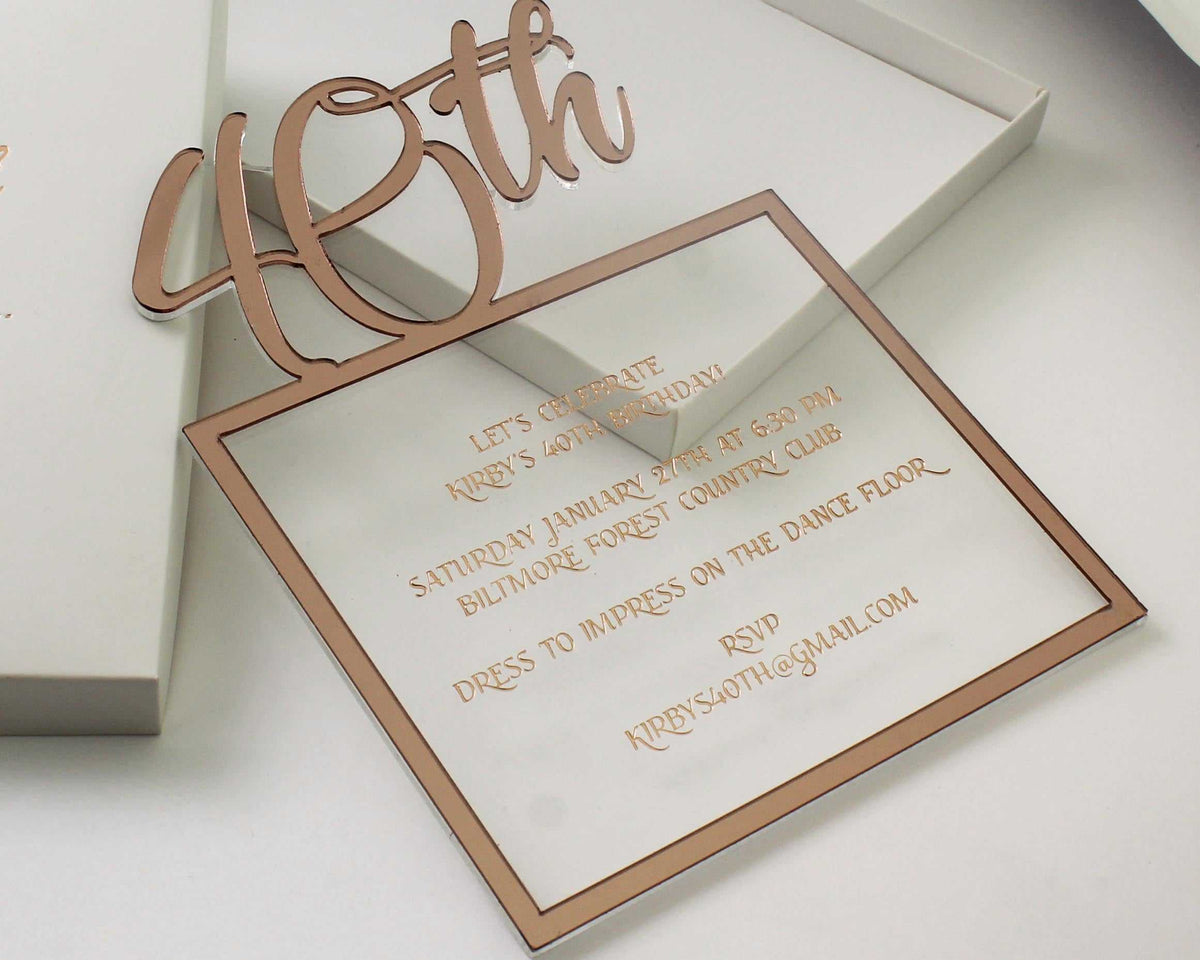 40th
LET'S CELEBRATE
KIRBY'S 40TH BIRTHDAY!
SATURDAY JANUARY 27TH AT 6:30 PM
BILTMORE FOREST COUNTRY CLUB
DRESS TO IMPRESS ON THE DANCE FLOOR
RSVP
KIRBYS40TH@GMAIL.COM